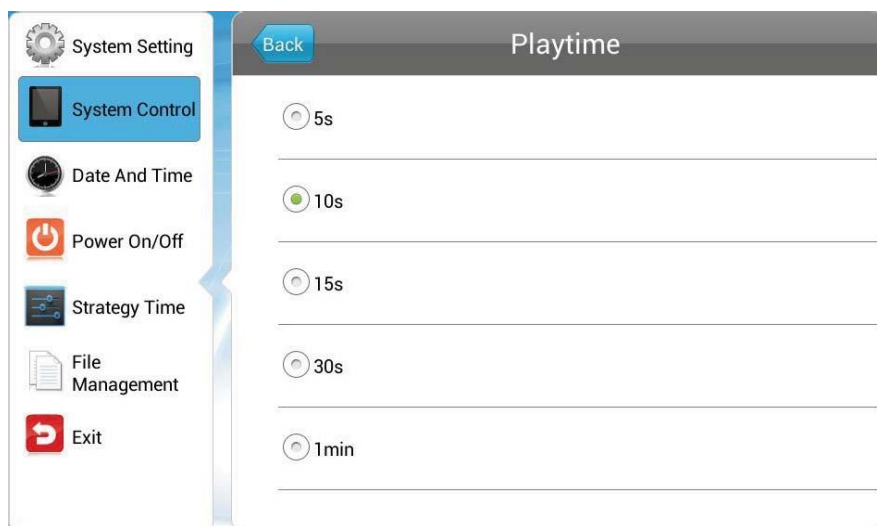 System Setting
System Control
Date And Time
Power On/Off
Strategy Time
File
Management
Exit
Back
Playtime
5s
10s
15s
30s
1min